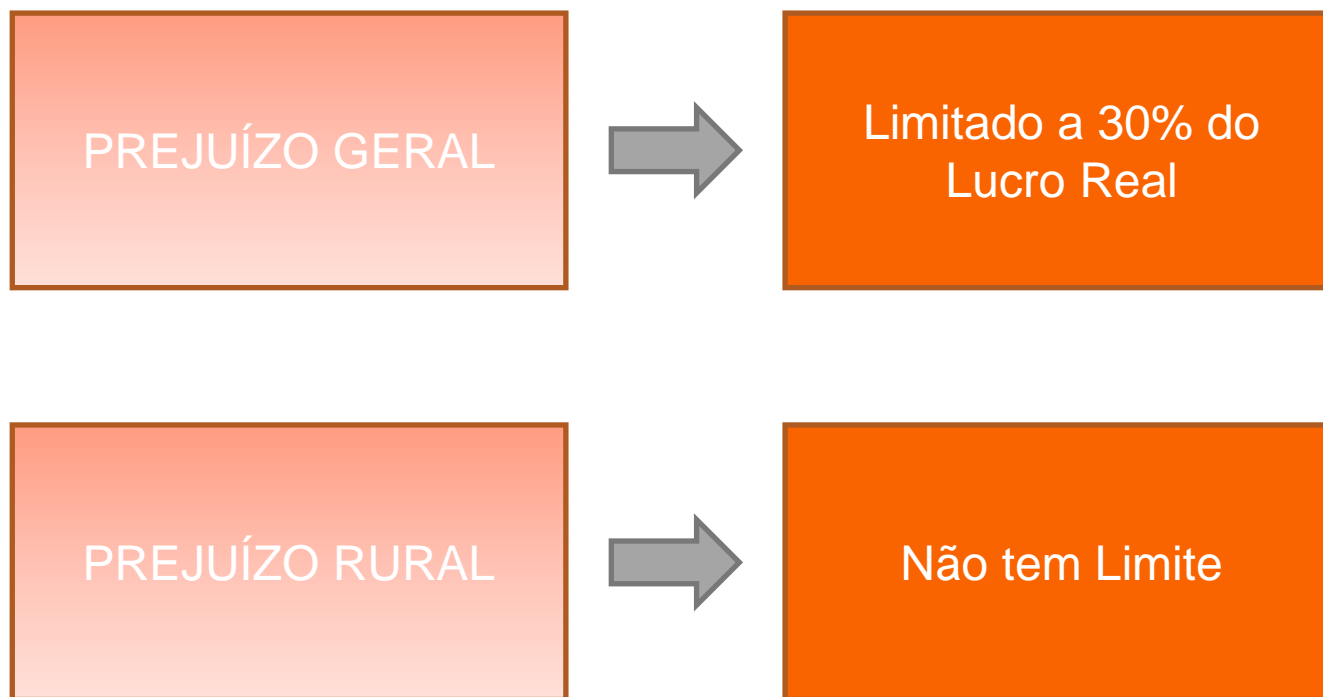 PREJUÍZO GERAL
Limitado a 30% do
Lucro Real
PREJUÍZO RURAL
Não tem Limite